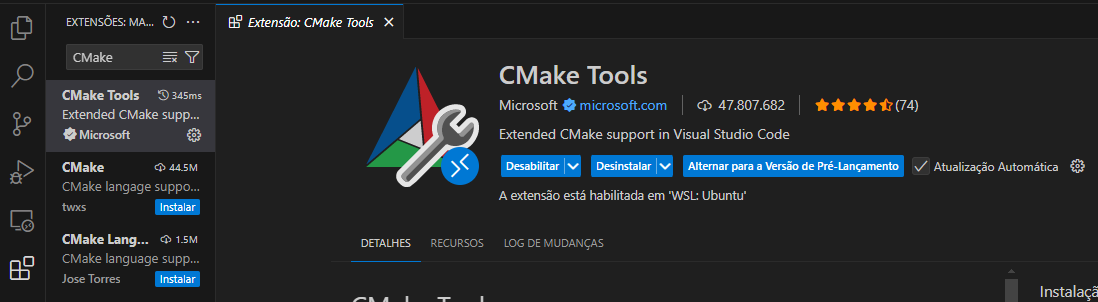 EXTENSÕES: MA...
Extensão: CMake Tools
CMake
CMake Tools 345ms
Extended CMake supp...
Microsoft
CMake 44.5M
CMake langage suppo...
twxs Instalar
CMake Lang... 1.5M
CMake language supp...
Jose Torres Instalar
CMake Tools
Microsoft microsoft.com 47.807.682 (74)
Extended CMake support in Visual Studio Code
Desabilitar Desinstalar Alternar para a Versão de Pré-Lançamento Atualização Automática
A extensão está habilitada em 'WSL: Ubuntu'
DETALHES RECURSOS LOG DE MUDANÇAS
CMake Tools
Instalaçã